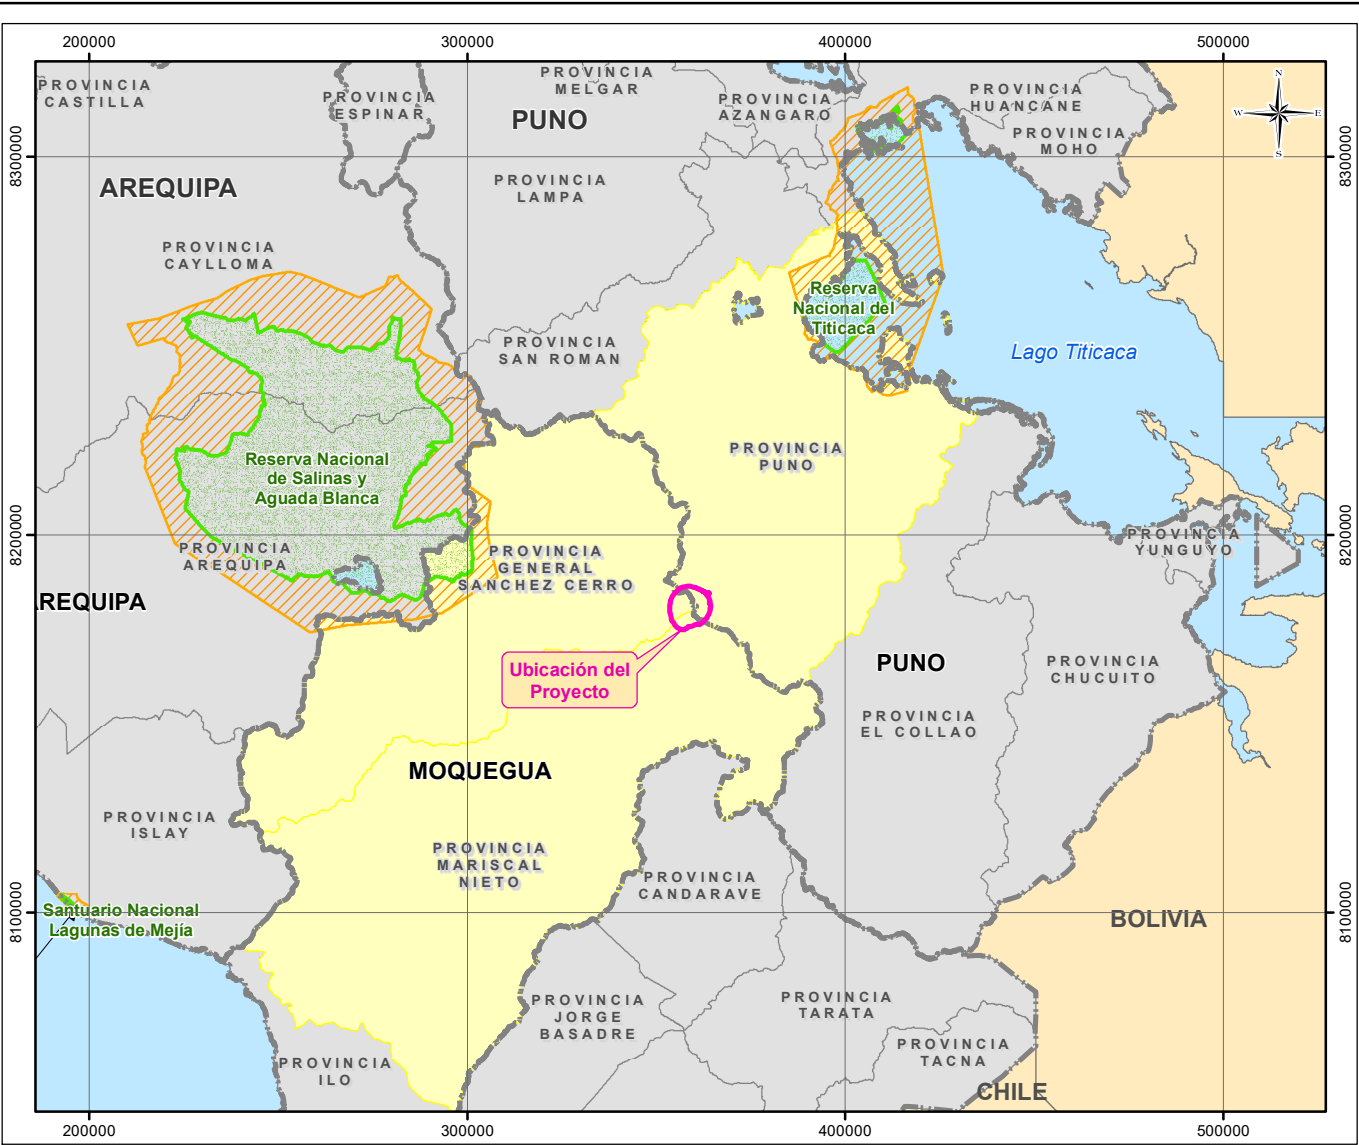 200000
300000
400000
500000
PROVINCIA
CASTILLA
PROVINCIA
ESPINAR
PROVINCIA
MELGAR
PUNO
PROVINCIA
AZANGARO
PROVINCIA
HUANCANE
PROVINCIA
MOHO
N
W
E
S
8300000
8300000
AREQUIPA
PROVINCIA
LAMPA
PROVINCIA
CAYLLOMA
Reserva
Nacional del
Titicaca
PROVINCIA
SAN ROMAN
Lago Titicaca
PROVINCIA
PUNO
Reserva Nacional
de Salinas y
Aguada Blanca
8200000
8200000
PROVINCIA
AREQUIPA
PROVINCIA
GENERAL
SANCHEZ CERRO
PROVINCIA
YUNGUYO
REQUIPA
Ubicación del
Proyecto
PUNO
PROVINCIA
CHUCUITO
PROVINCIA
EL COLLAO
MOQUEGUA
PROVINCIA
ISLAY
PROVINCIA
MARISCAL
NIETO
PROVINCIA
CANDARAVE
Santuario Nacional
Lagunas de Mejía
8100000
8100000
BOLIVIA
PROVINCIA
JORGE
BASADRE
PROVINCIA
TARATA
PROVINCIA
TACNA
PROVINCIA
ILO
CHILE
200000
300000
400000
500000